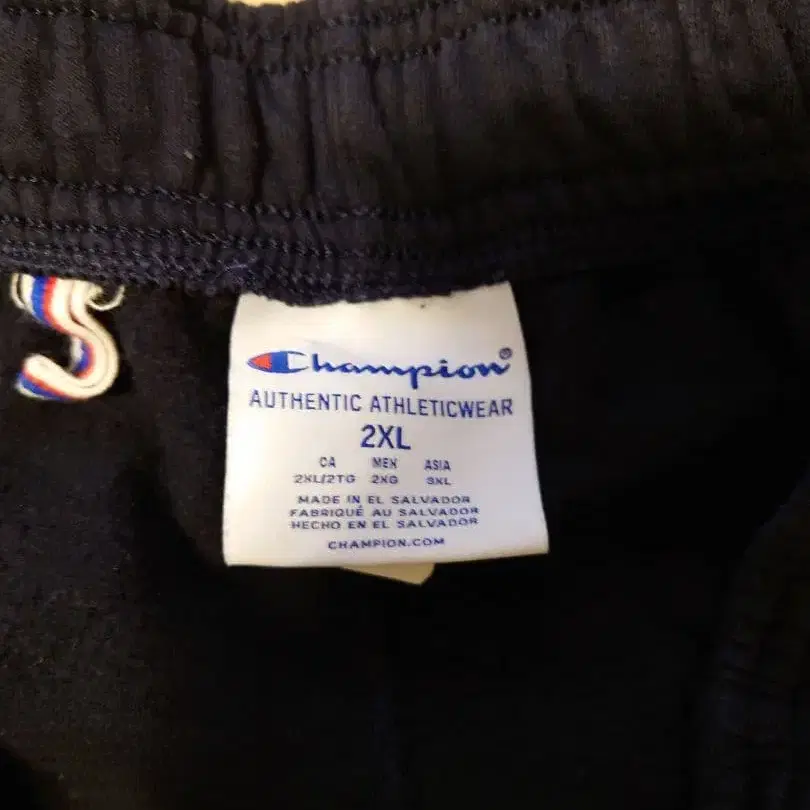 Champion®
AUTHENTIC ATHLETICWEAR
2XL
CA MEX ASIA
2XL/2TG 2XG 3XL
MADE IN EL SALVADOR
FABRIQUÉ AU SALVADOR
HECHO EN EL SALVADOR
CHAMPION.COM